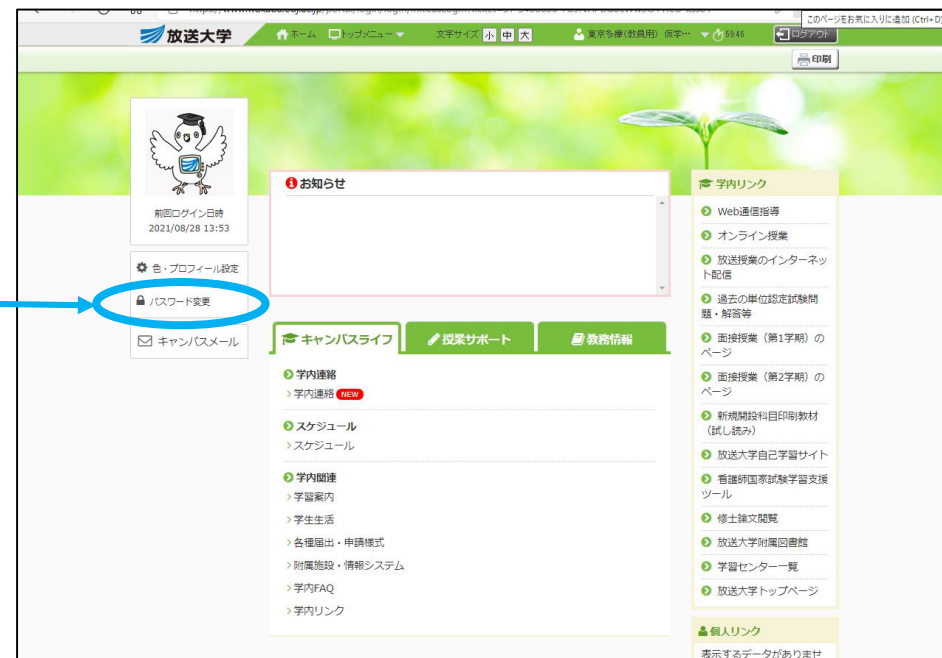 このページをお気に入りに追加 (Ctrl+D)
放送大学
ホーム
トップメニュー
文字サイズ 小 中 大
東京多摩(教員用) 仮学…
59:46
ログアウト
印刷
前回ログイン日時
2021/08/28 13:53
色・プロフィール設定
パスワード変更
キャンパスメール
お知らせ
キャンパスライフ
授業サポート
教務情報
学内連絡
学内連絡 NEW
スケジュール
スケジュール
学内関連
学習案内
学生生活
各種届出・申請様式
附属施設・情報システム
学内FAQ
学内リンク
学内リンク
Web通信指導
オンライン授業
放送授業のインターネッ
ト配信
過去の単位認定試験問
題・解答等
面接授業（第1学期）の
ページ
面接授業（第2学期）の
ページ
新規開設科目印刷教材
（試し読み）
放送大学自己学習サイト
看護師国家試験学習支援
ツール
修士論文閲覧
放送大学附属図書館
学習センター一覧
放送大学トップページ
個人リンク
表示するデータがありませ